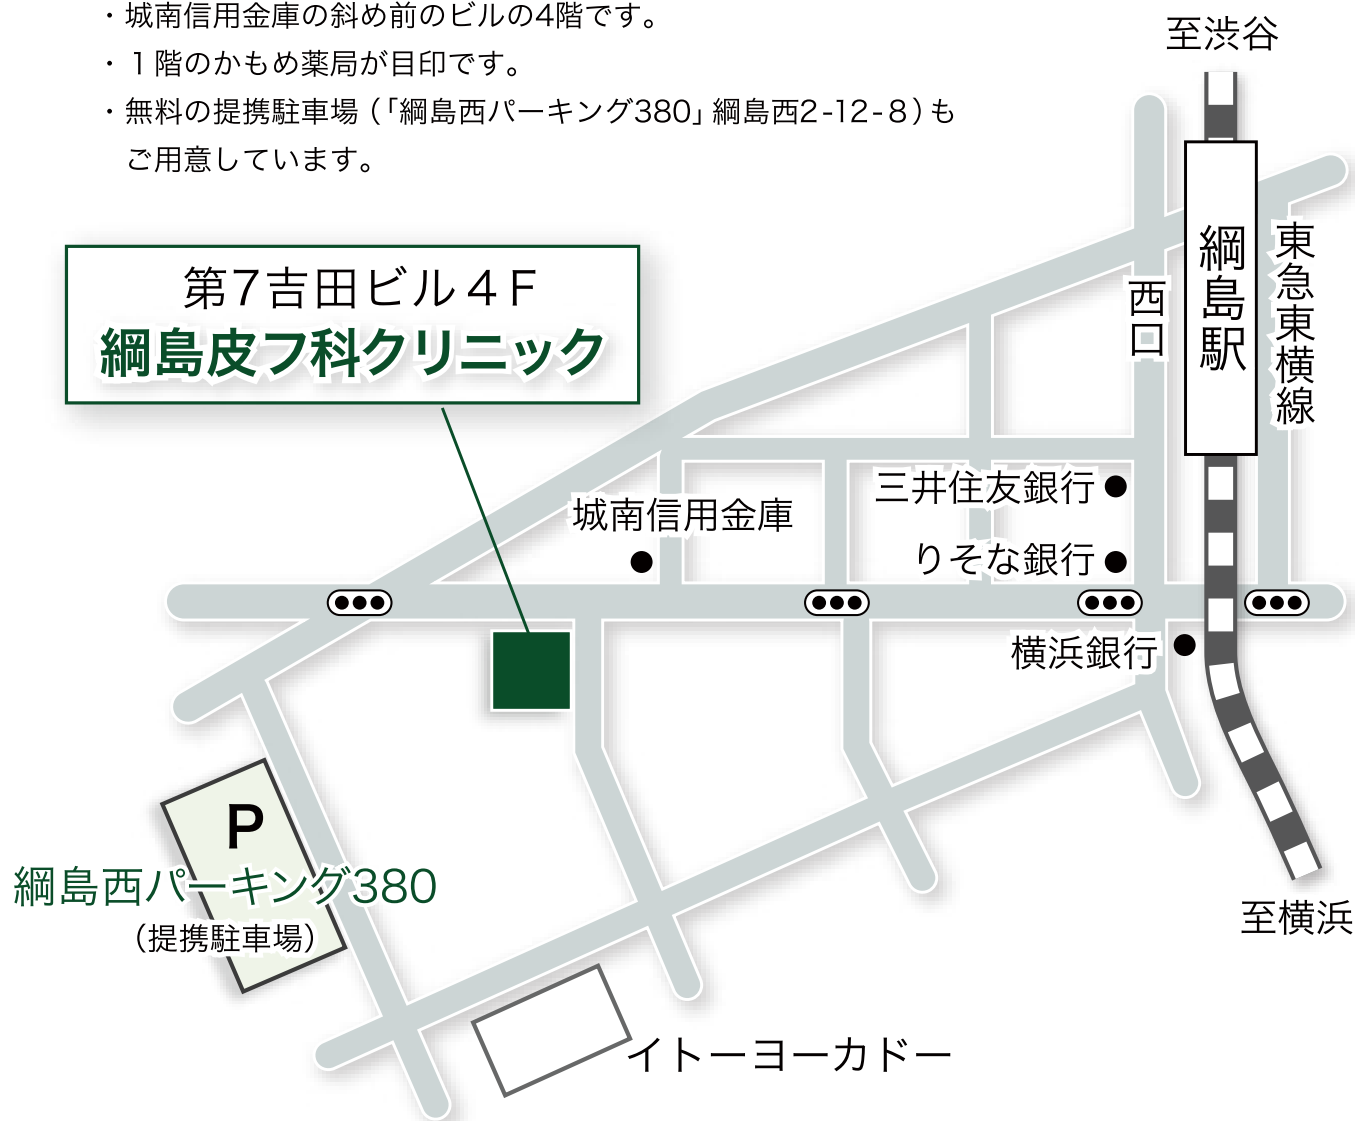 ・城南信用金庫の斜め前のビルの4階です。
・１階のかもめ薬局が目印です。
・無料の提携駐車場（「綱島西パーキング380」綱島西2-12-8）も
ご用意しています。
至渋谷
第7吉田ビル４F
綱島皮フ科クリニック
西口
綱島駅
東急東横線
三井住友銀行
城南信用金庫
りそな銀行
横浜銀行
P
綱島西パーキング380
（提携駐車場）
至横浜
イトーヨーカドー